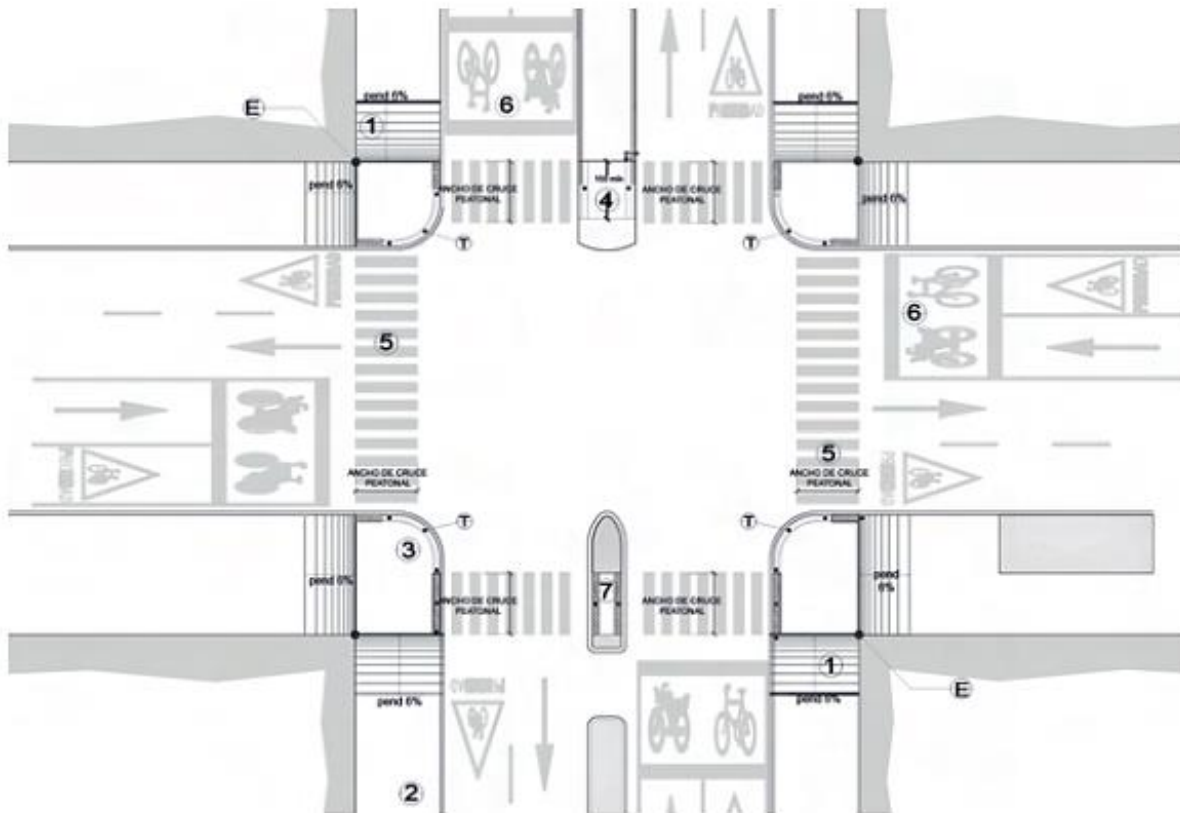 pend 6%
pend 6%
E
1
6
pend 6%
pend 6%
ANCHO DE CRUCE
PEATONAL
4
ANCHO DE CRUCE
PEATONAL
T
T
5
6
5
ANCHO DE CRUCE
PEATONAL
ANCHO DE CRUCE
PEATONAL
T
T
3
pend 6%
pend
6%
ANCHO DE CRUCE
PEATONAL
7
ANCHO DE CRUCE
PEATONAL
1
pend 6%
pend 6%
E
2